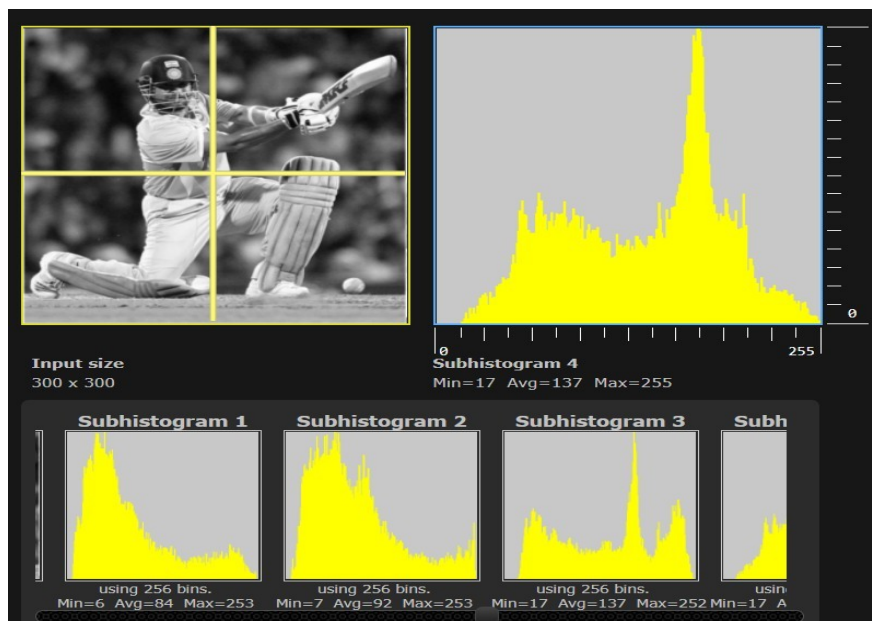 0
0
255
Input size
300 x 300
Subhistogram 4
Min=17 Avg=137 Max=255
Subhistogram 1
Subhistogram 2
Subhistogram 3
Subh
using 256 bins.
using 256 bins.
using 256 bins.
usin
Min=6 Avg=84 Max=253
Min=7 Avg=92 Max=253
Min=17 Avg=137 Max=252
Min=17 A